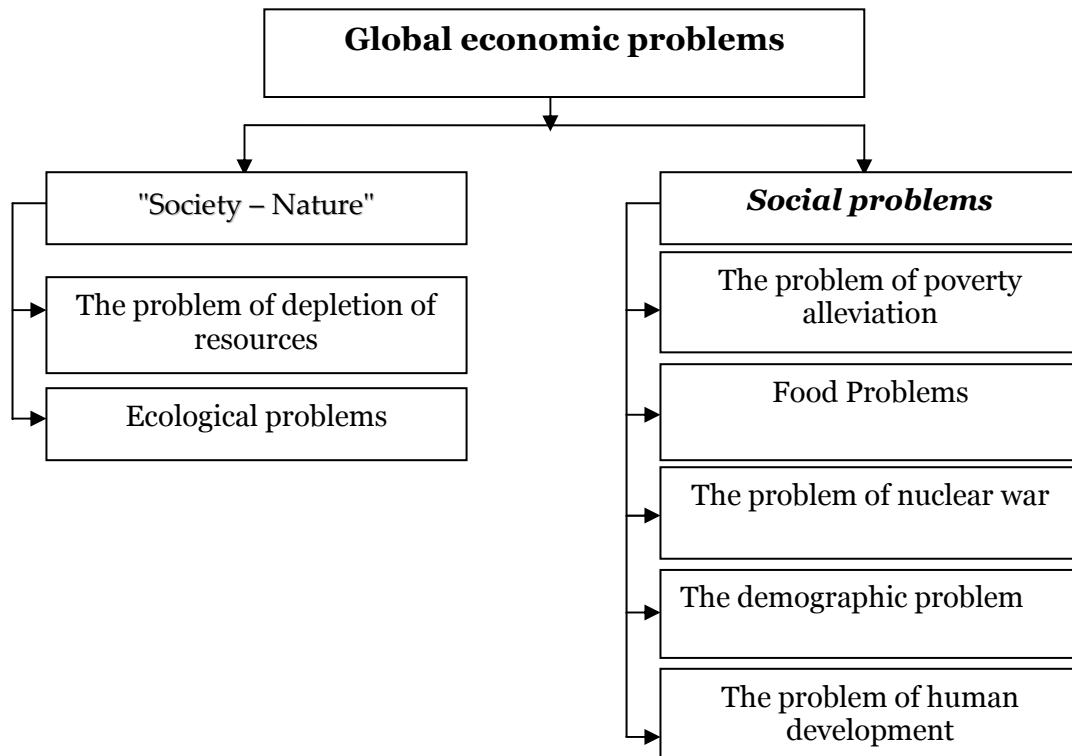 Global economic problems
"Society – Nature"
The problem of depletion of
resources
Ecological problems
Social problems
The problem of poverty
alleviation
Food Problems
The problem of nuclear war
The demographic problem
The problem of human
development